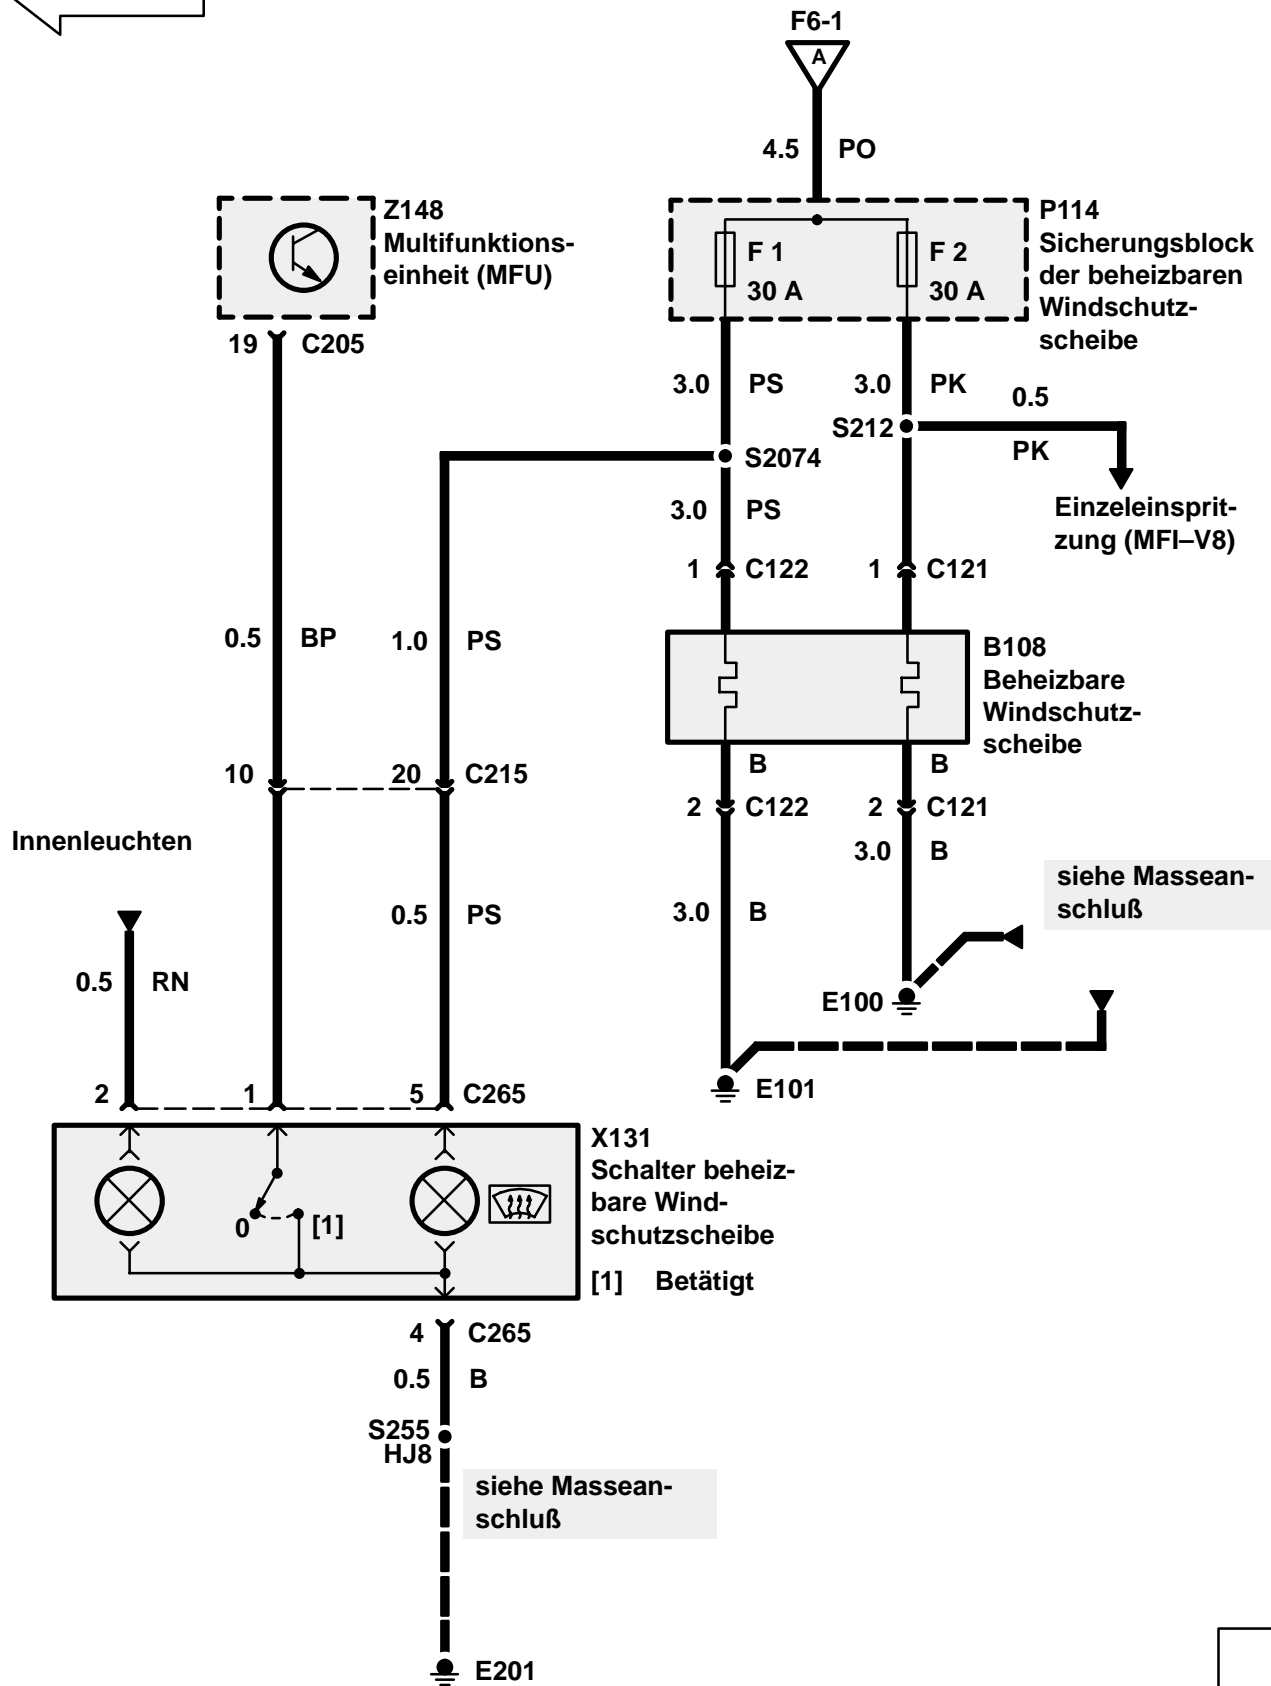 F6-1
A
4.5 PO
Z148
Multifunktions-
einheit (MFU)
P114
Sicherungsblock
der beheizbaren
Windschutz-
scheibe
F 1
30 A
F 2
30 A
19 C205
3.0 PS
3.0 PK
0.5
PK
S212
S2074
3.0 PS
Einzeleinsprit-
zung (MFI–V8)
1 C122
1 C121
0.5 BP
1.0 PS
B108
Beheizbare
Windschutz-
scheibe
B
B
10
20 C215
2 C122
2 C121
Innenleuchten
3.0 B
siehe Massean-
schluß
0.5 PS
3.0 B
0.5 RN
E100
E101
2
1
5 C265
X131
Schalter beheiz-
bare Wind-
schutzscheibe
[1] Betätigt
0
[1]
4 C265
0.5 B
S255
HJ8
siehe Massean-
schluß
E201